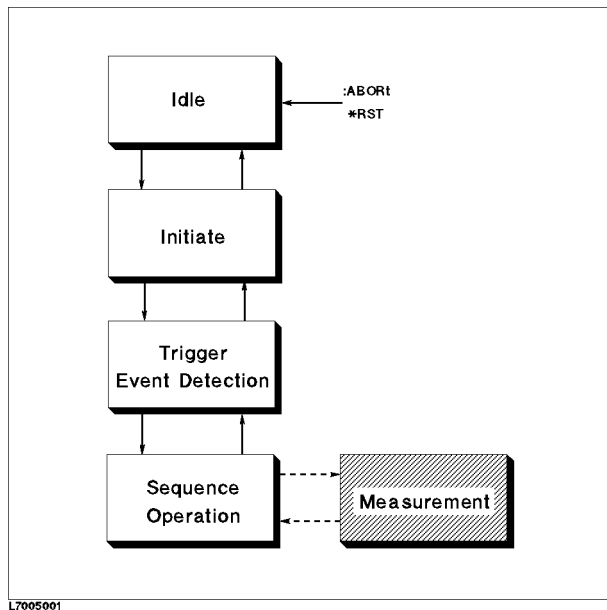 Idle
:ABORt
*RST
Initiate
Trigger
Event Detection
Sequence
Operation
Measurement
L7005001